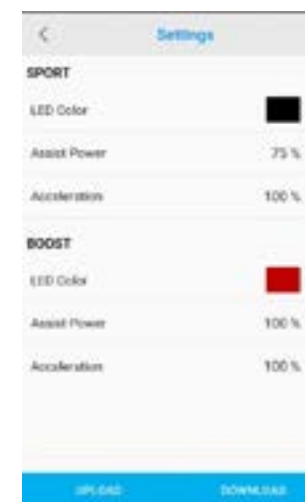 Settings
SPORT
LED Color
Assist Power 75 %
Acceleration 100 %
BOOST
LED Color
Assist Power 100 %
Acceleration 100 %
UPLOAD DOWNLOAD